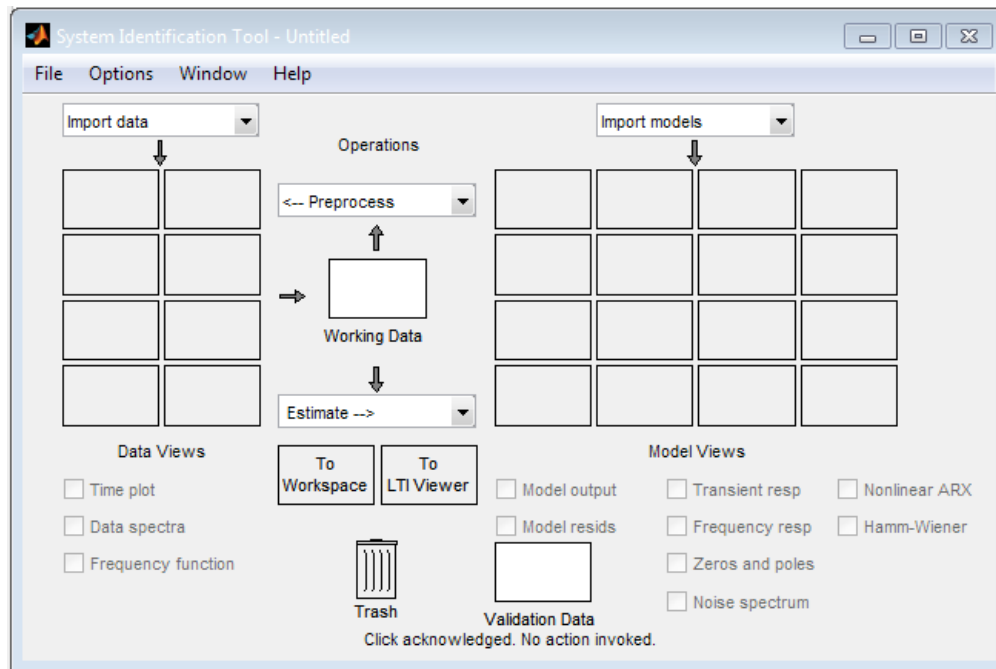 System Identification Tool - Untitled
File Options Window Help
Import data
Import models
Operations
<-- Preprocess
Working Data
Estimate -->
Data Views
Model Views
To
Workspace
To
LTI Viewer
Time plot
Data spectra
Frequency function
Model output
Model resids
Transient resp
Frequency resp
Zeros and poles
Noise spectrum
Nonlinear ARX
Hamm-Wiener
Trash
Validation Data
Click acknowledged. No action invoked.